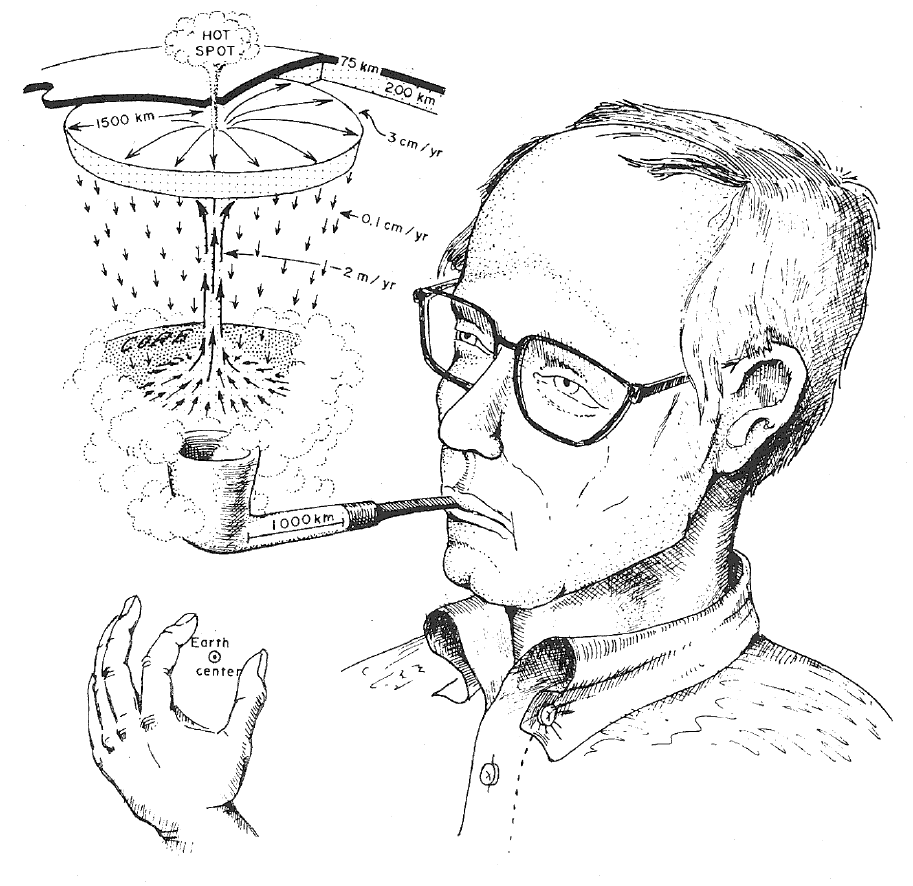 HOT
SPOT
75 km
200 km
1500 km
3 cm/yr
0.1 cm/yr
2 m/yr
CORE
1000 km
Earth
center